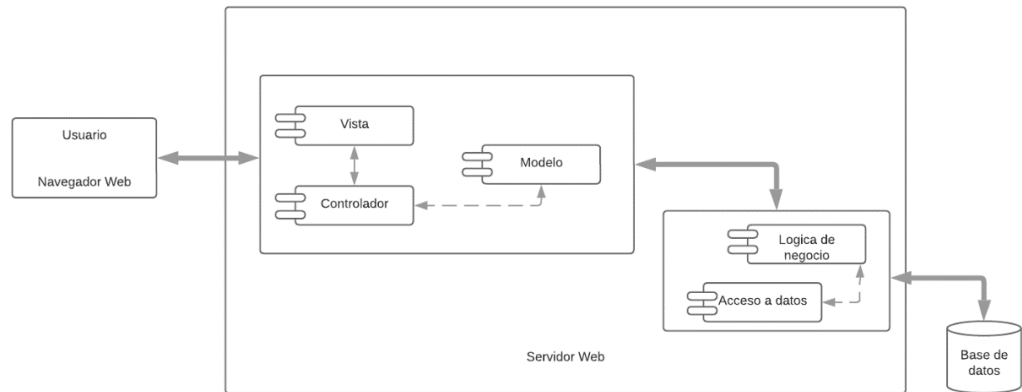 Usuario
Navegador Web
Vista
Controlador
Modelo
Logica de
negocio
Acceso a datos
Servidor Web
Base de
datos